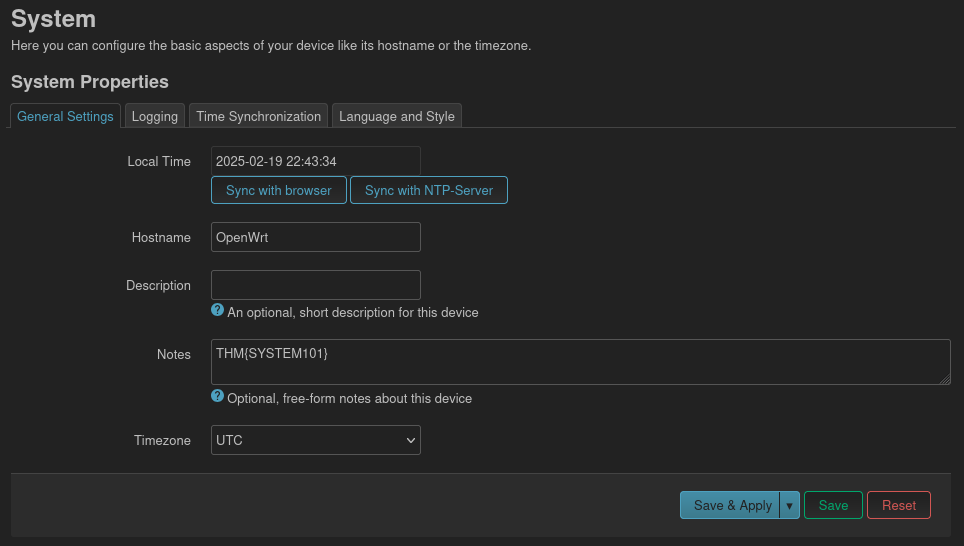 System
Here you can configure the basic aspects of your device like its hostname or the timezone.
System Properties
General Settings Logging Time Synchronization Language and Style
Local Time 2025-02-19 22:43:34
Sync with browser Sync with NTP-Server
Hostname OpenWrt
Description
? An optional, short description for this device
Notes THM{SYSTEM101}
? Optional, free-form notes about this device
Timezone UTC
Save & Apply ▾ Save Reset